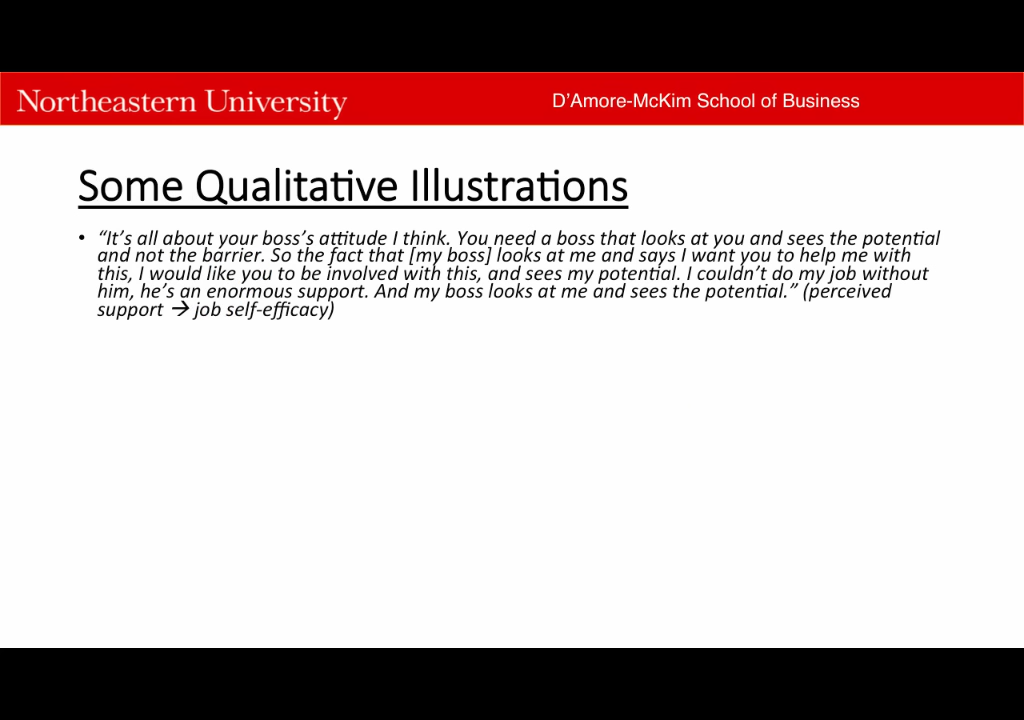 Northeastern University
D'Amore-McKim School of Business
Some Qualitative Illustrations
• “It’s all about your boss’s attitude I think. You need a boss that looks at you and sees the potential
and not the barrier. So the fact that [my boss] looks at me and says I want you to help me with
this, I would like you to be involved with this, and sees my potential. I couldn’t do my job without
him, he’s an enormous support. And my boss looks at me and sees the potential.” (perceived
support → job self-efficacy)